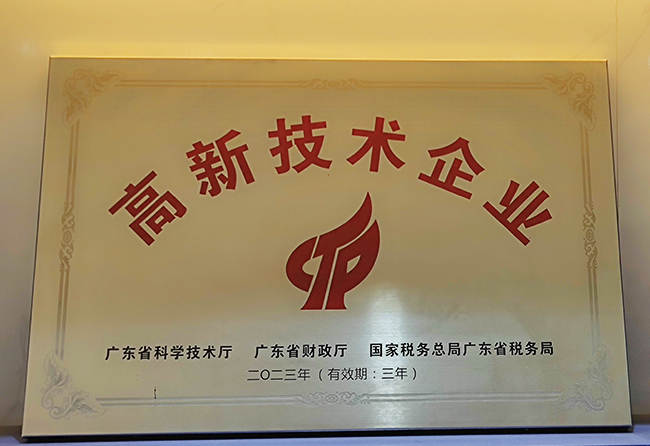 高新技术企业
广东省科学技术厅 广东省财政厅 国家税务总局广东省税务局
二〇二三年（有效期：三年）